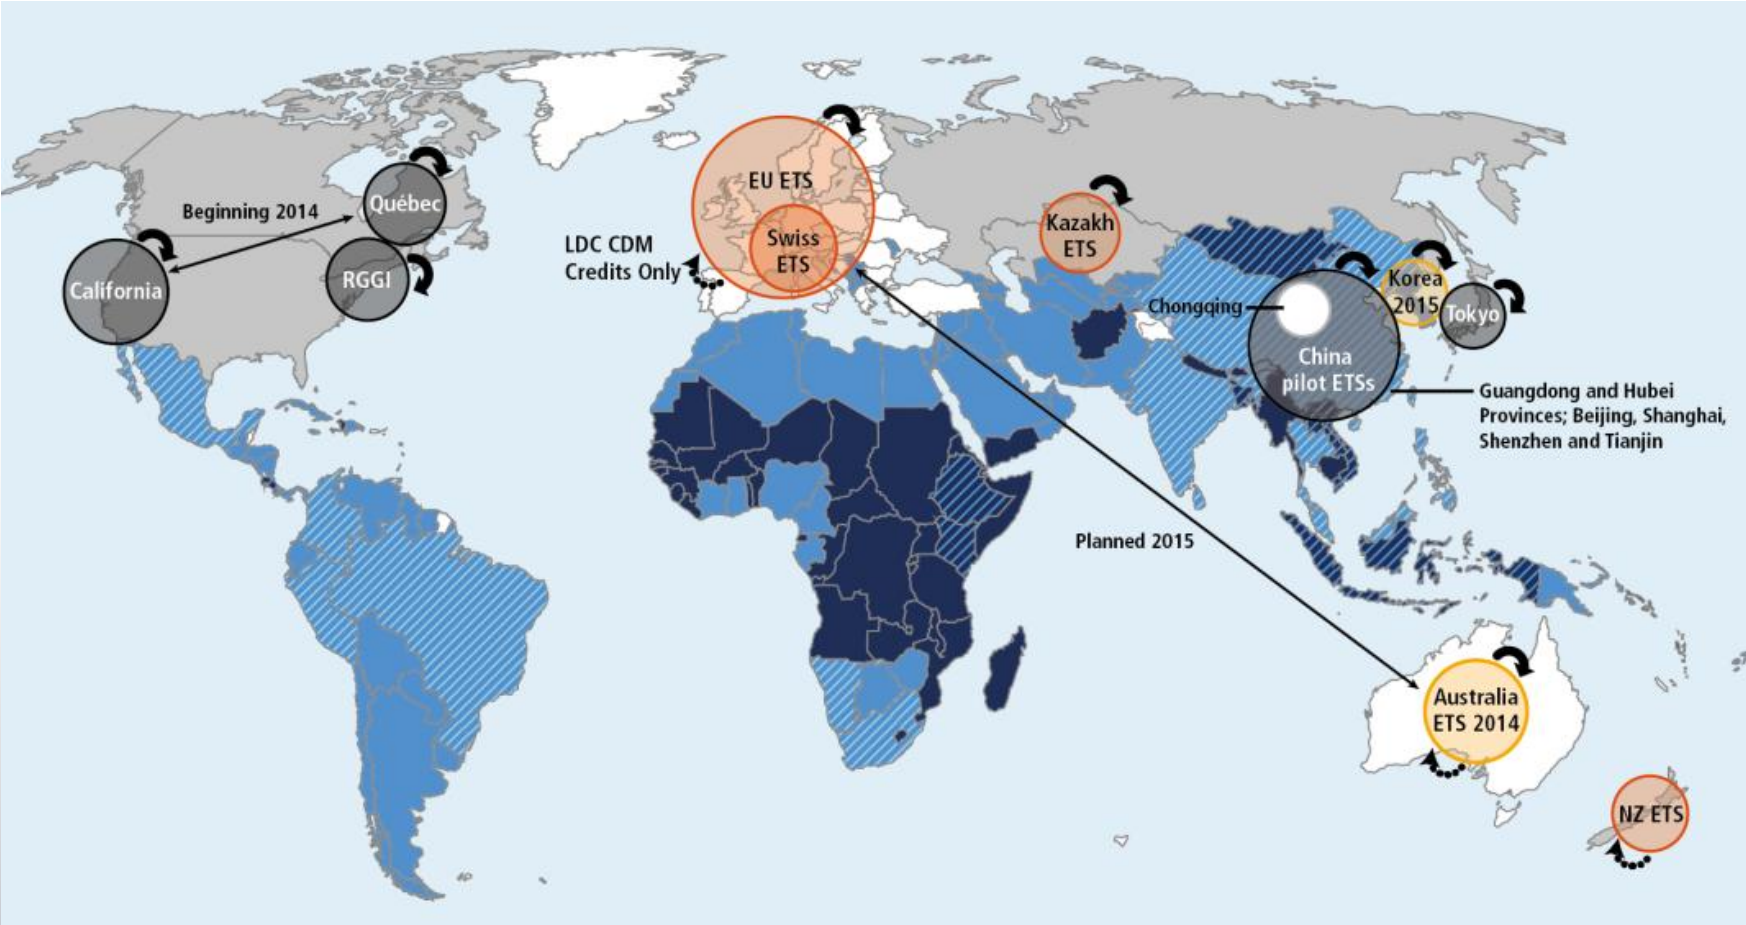 EU ETS
Québec
Beginning 2014
Kazakh
ETS
Swiss
ETS
LDC CDM
Credits Only
California
RGGI
Korea
2015
Chongqing
Tokyo
China
pilot ETSs
Guangdong and Hubei
Provinces; Beijing, Shanghai,
Shenzhen and Tianjin
Planned 2015
Australia
ETS 2014
NZ ETS